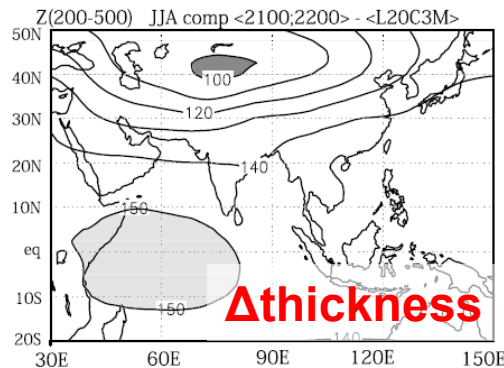 Z(200-500) JJA comp <2100;2200> - <L20C3M>
50N
40N
100
30N
120
20N
140
10N
150
eq
10S
150
Δthickness
20S
140
30E 60E 90E 120E 150E